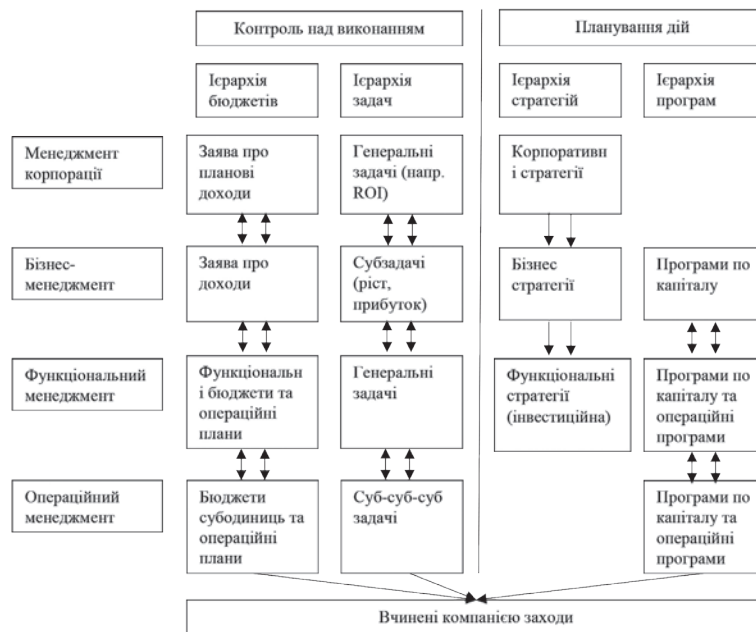 Контроль над виконанням
Планування дій
Ієрархія
бюджетів
Ієрархія
задач
Ієрархія
стратегій
Ієрархія
програм
Менеджмент
корпорації
Заява про
планові
доходи
Генеральні
задачі (напр.
ROI)
Корпоративн
і стратегії
Бізнес-
менеджмент
Заява про
доходи
Субзадачі
(ріст,
прибуток)
Бізнес
стратегії
Програми по
капіталу
Функціональний
менеджмент
Функціональн
і бюджети та
операційні
плани
Генеральні
задачі
Функціональні
стратегії
(інвестиційна)
Програми по
капіталу та
операційні
програми
Операційний
менеджмент
Бюджети
субодиниць та
операційні
плани
Суб-суб-суб
задачі
Програми по
капіталу та
операційні
програми
Вчинені компанією заходи